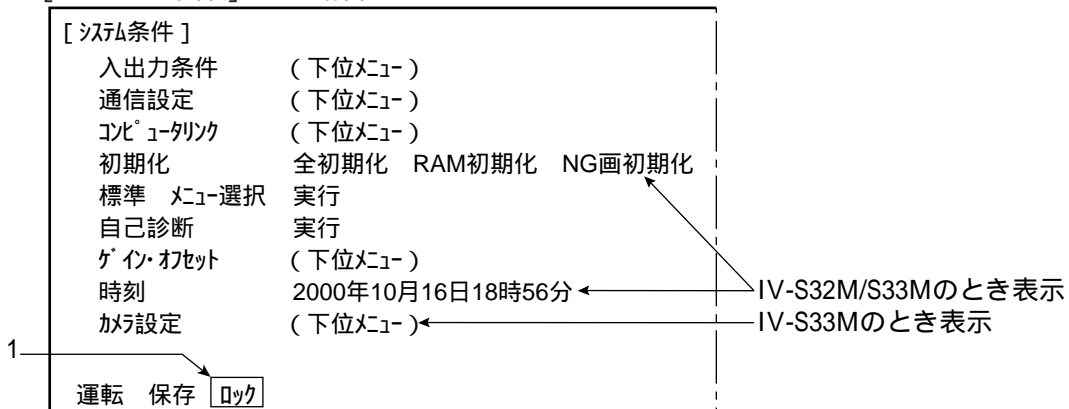 [ ｼｽﾃﾑ条件 ]
入出力条件 ( 下位ﾒﾆｭｰ )
通信設定 ( 下位ﾒﾆｭｰ )
ｺﾝﾋﾟｭｰﾀﾘﾝｸ ( 下位ﾒﾆｭｰ )
初期化 全初期化 RAM初期化 NG画初期化
標準 ﾒﾆｭｰ選択 実行
自己診断 実行
ｹﾞｲﾝ･ｵﾌｾｯﾄ ( 下位ﾒﾆｭｰ )
時刻 2000年10月16日18時56分
IV-S32M/S33Mのとき表示
ｶﾒﾗ設定 ( 下位ﾒﾆｭｰ )
IV-S33Mのとき表示
1
運転 保存 ﾛｯｸ